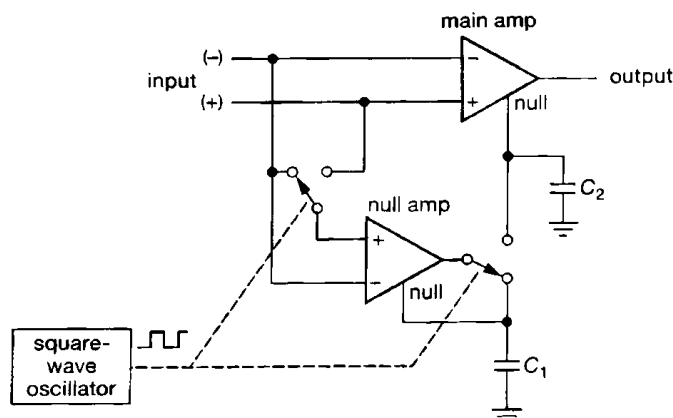 main amp
(−)
−
input
output
(+)
+
null
C2
null amp
+
−
null
square-
wave
oscillator
C1